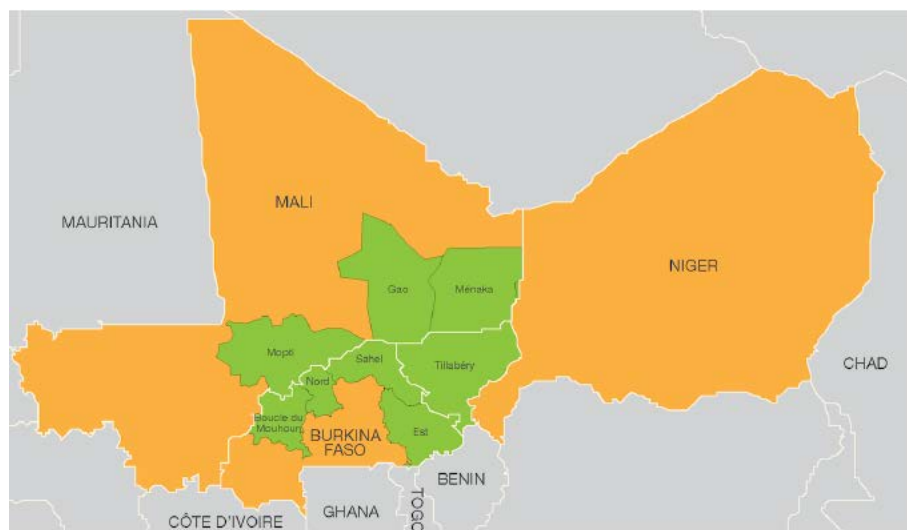 MALI
MAURITANIA
NIGER
Gao
Ménaka
Mopti
Sahel
Tillabéry
CHAD
Nord
Boucle du
Mouhoun
Est
BURKINA
FASO
BENIN
GHANA
TOGO
CÔTE D'IVOIRE